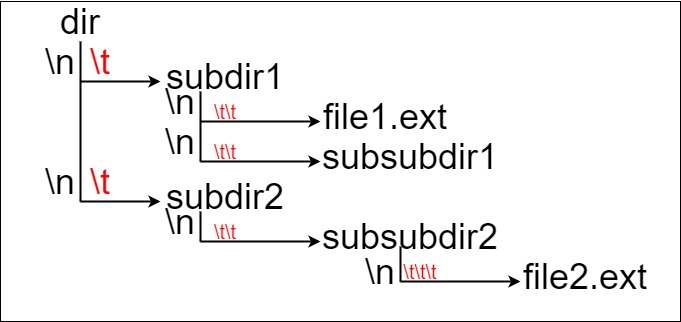 dir
\n \t
subdir1
\n \t\t
file1.ext
\n \t\t
subsubdir1
\n \t
subdir2
\n \t\t
subsubdir2
\n \t\t\t
file2.ext